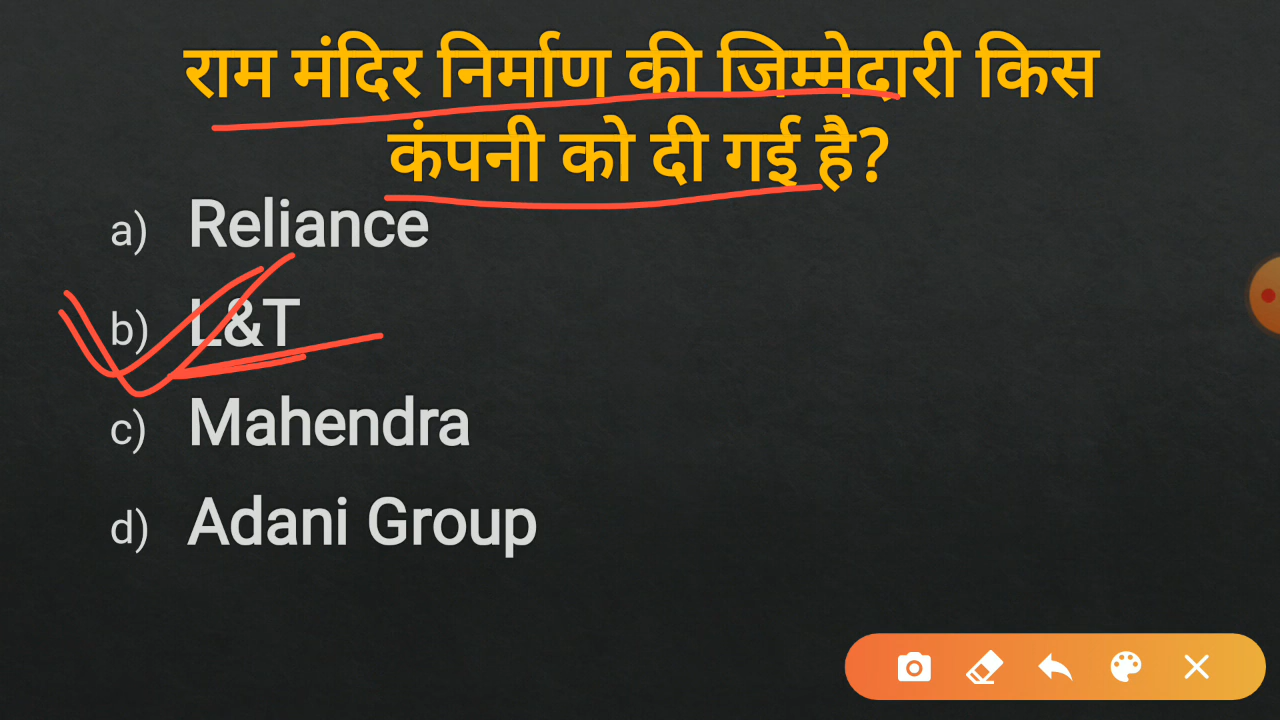 राम मंदिर निर्माण की जिम्मेदारी किस
कंपनी को दी गई है?
a) Reliance
b) L&T
c) Mahendra
d) Adani Group